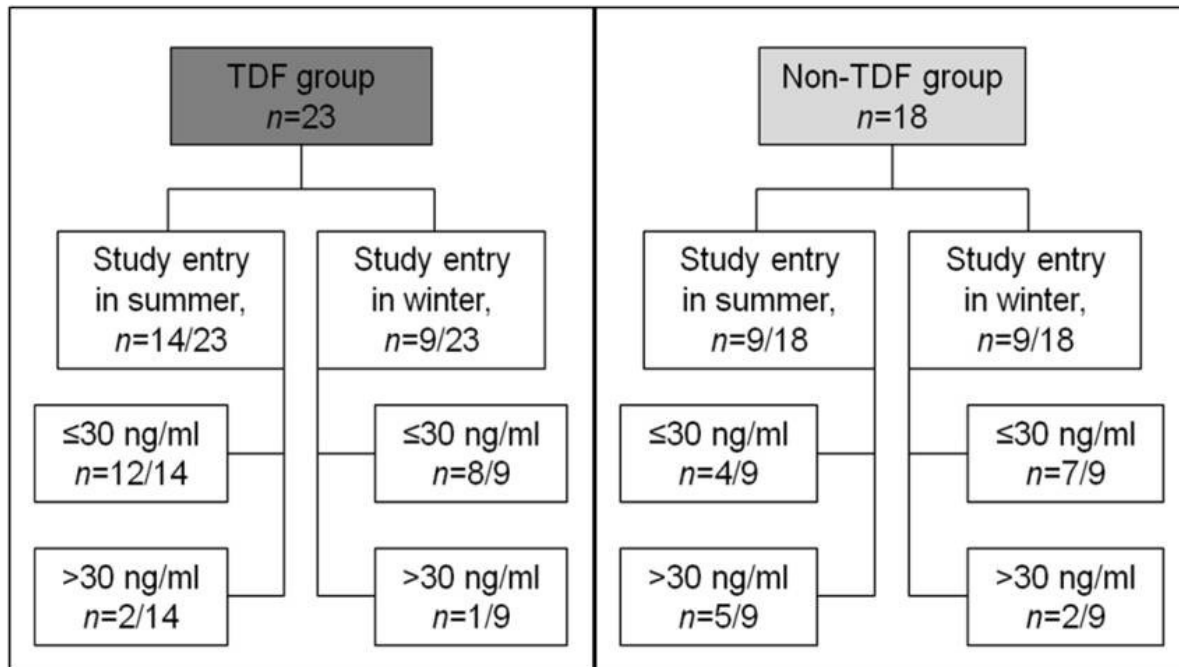 TDF group
n=23
Study entry
in summer,
n=14/23
Study entry
in winter,
n=9/23
≤30 ng/ml
n=12/14
≤30 ng/ml
n=8/9
>30 ng/ml
n=2/14
>30 ng/ml
n=1/9
Non-TDF group
n=18
Study entry
in summer,
n=9/18
Study entry
in winter,
n=9/18
≤30 ng/ml
n=4/9
≤30 ng/ml
n=7/9
>30 ng/ml
n=5/9
>30 ng/ml
n=2/9